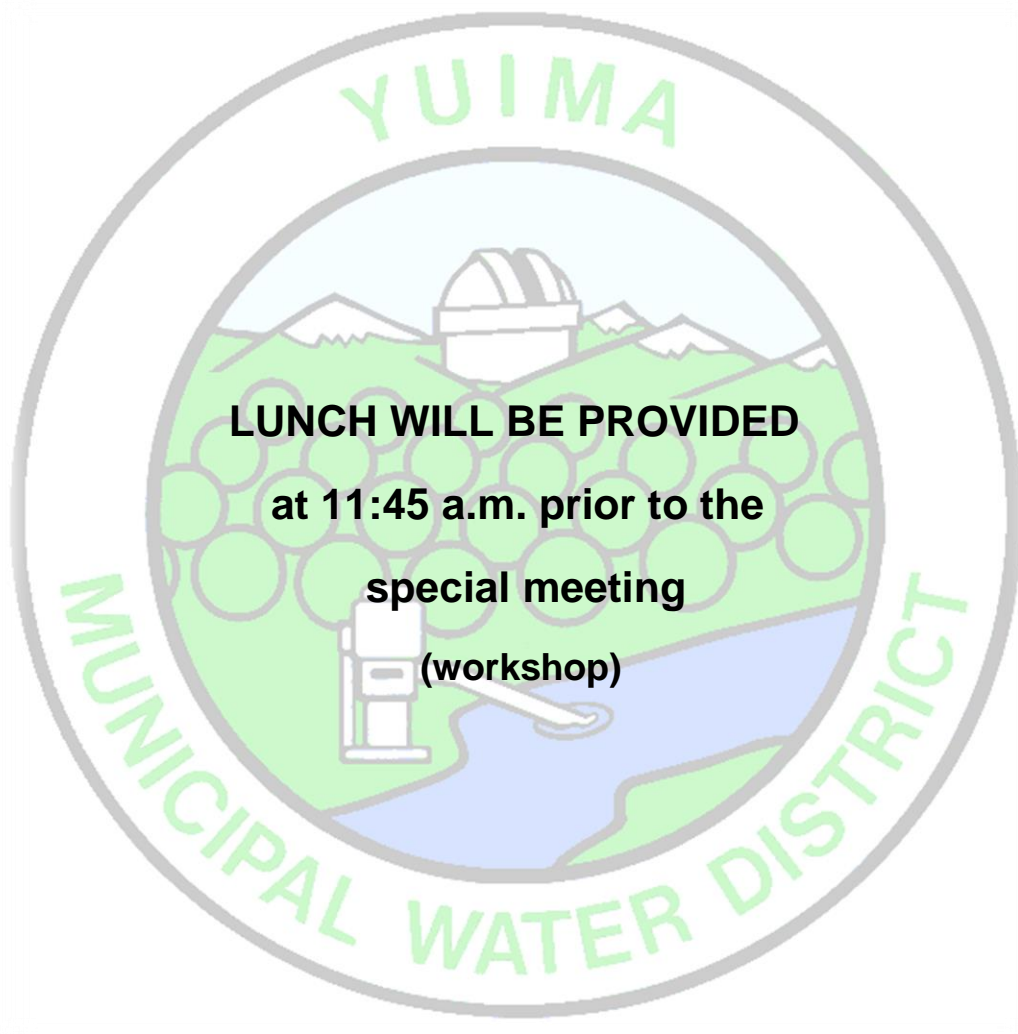 YUIMA
LUNCH WILL BE PROVIDED
at 11:45 a.m. prior to the
special meeting
(workshop)
MUNICIPAL WATER DISTRICT